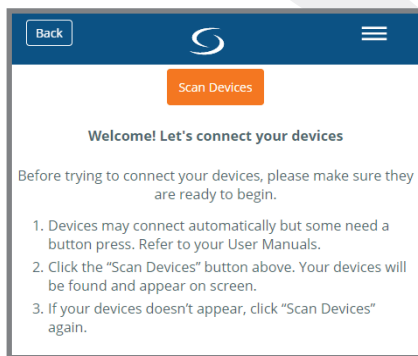 Back
Scan Devices
Welcome! Let's connect your devices
Before trying to connect your devices, please make sure they
are ready to begin.
1. Devices may connect automatically but some need a
button press. Refer to your User Manuals.
2. Click the “Scan Devices” button above. Your devices will
be found and appear on screen.
3. If your devices doesn’t appear, click “Scan Devices”
again.